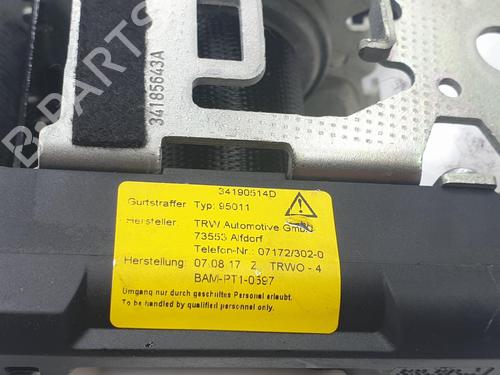 B-PARTS
34185643A
34190514D
Gurtstraffer Typ: 95011
Hersteller: TRW Automotive GmbH
73553 Alfdorf
Telefon-Nr.: 07172/302-0
Herstellung: 07.08.17 Z TRWO - 4
BAM-PT1-0397
Umgang nur durch geschultes Personal erlaubt.
To be handled by qualified personnel only.